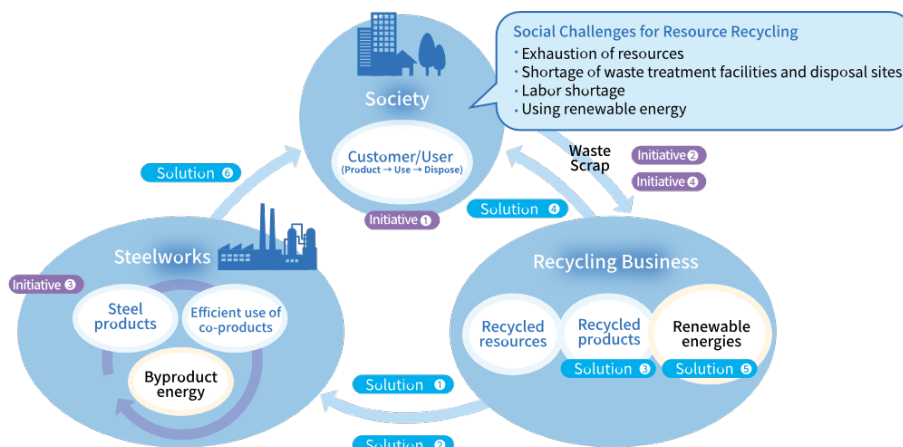 Social Challenges for Resource Recycling
・Exhaustion of resources
・Shortage of waste treatment facilities and disposal sites
・Labor shortage
・Using renewable energy
Society
Customer/User
(Product → Use → Dispose)
Initiative ❶
Waste
Scrap
Initiative ❷
Initiative ❹
Solution ❻
Solution ❹
Steelworks
Initiative ❸
Steel
products
Efficient use of
co-products
Byproduct
energy
Recycling Business
Recycled
resources
Recycled
products
Solution ❸
Renewable
energies
Solution ❺
Solution ❶
Solution ❷